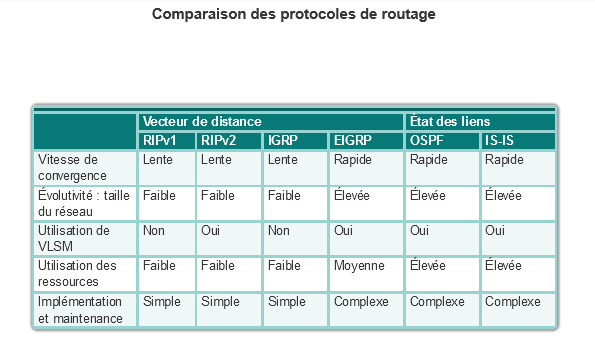 Comparaison des protocoles de routage
Vecteur de distance État des liens
RIPv1 RIPv2 IGRP EIGRP OSPF IS-IS
Vitesse de Lente Lente Lente Rapide Rapide Rapide
convergence
Évolutivité : taille Faible Faible Faible Élevée Élevée Élevée
du réseau
Utilisation de Non Oui Non Oui Oui Oui
VLSM
Utilisation des Faible Faible Faible Moyenne Élevée Élevée
ressources
Implémentation Simple Simple Simple Complexe Complexe Complexe
et maintenance